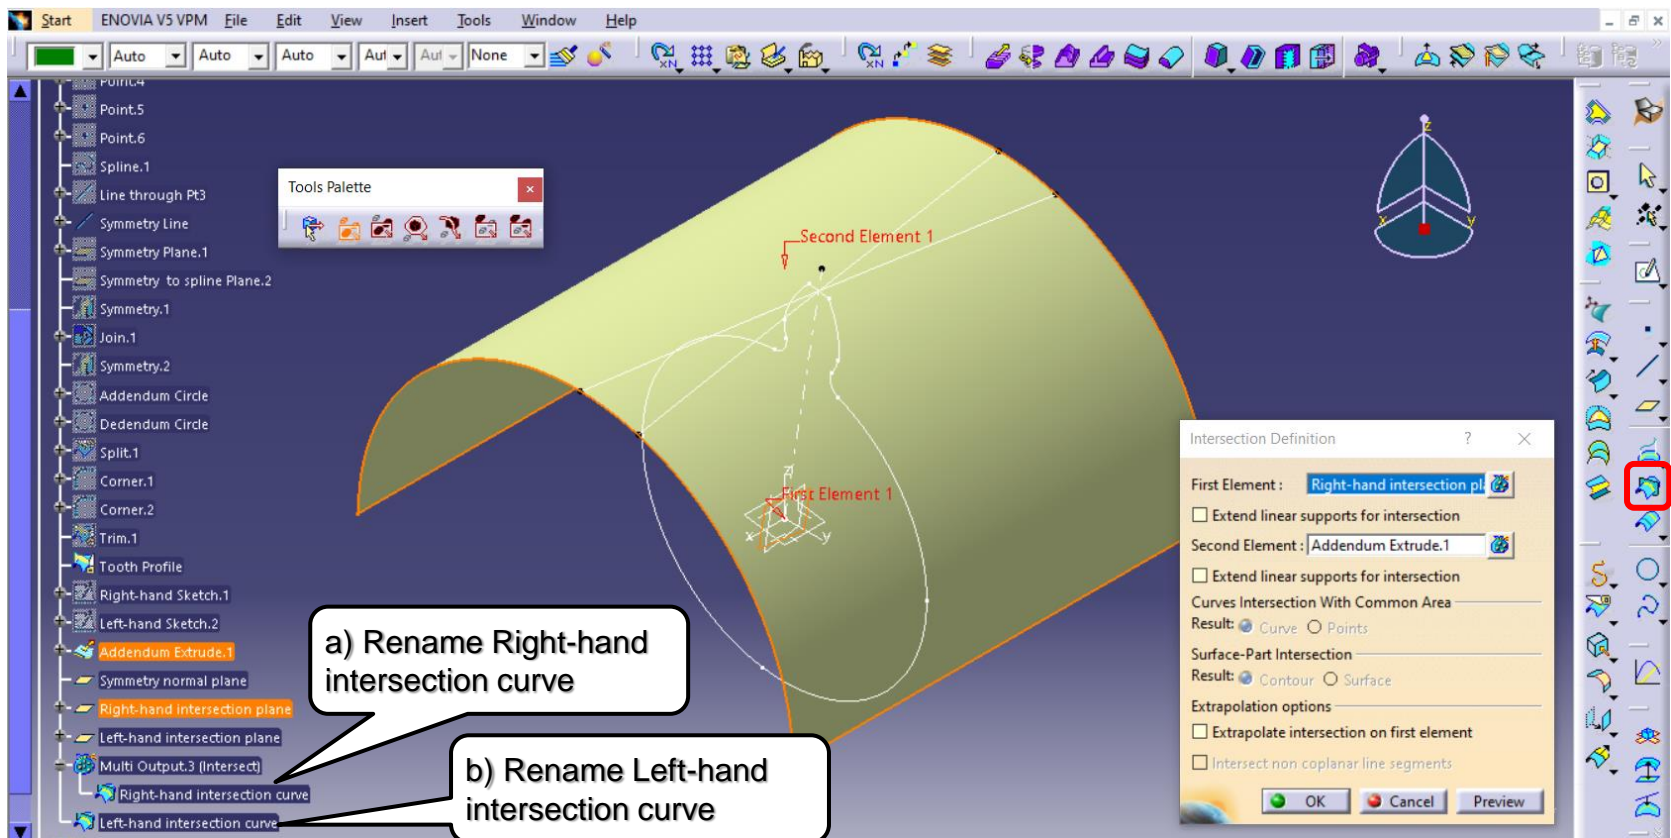 Start ENOVIA V5 VPM File Edit View Insert Tools Window Help
Auto Auto Auto Aut Aut None
Point.4
Point.5
Point.6
Spline.1
Line through Pt3
Symmetry Line
Symmetry Plane.1
Symmetry to spline Plane.2
Symmetry.1
Join.1
Symmetry.2
Addendum Circle
Dedendum Circle
Split.1
Corner.1
Corner.2
Trim.1
Tooth Profile
Right-hand Sketch.1
Left-hand Sketch.2
Addendum Extrude.1
Symmetry normal plane
Right-hand intersection plane
Left-hand intersection plane
Multi Output.3 (Intersect)
Right-hand intersection curve
Left-hand intersection curve
Tools Palette
Second Element 1
First Element 1
z
x
y
z
x
y
a) Rename Right-hand
intersection curve
b) Rename Left-hand
intersection curve
Intersection Definition ?
First Element : Right-hand intersection pl
Extend linear supports for intersection
Second Element : Addendum Extrude.1
Extend linear supports for intersection
Curves Intersection With Common Area
Result: Curve Points
Surface-Part Intersection
Result: Contour Surface
Extrapolation options
Extrapolate intersection on first element
Intersect non coplanar line segments
OK Cancel Preview